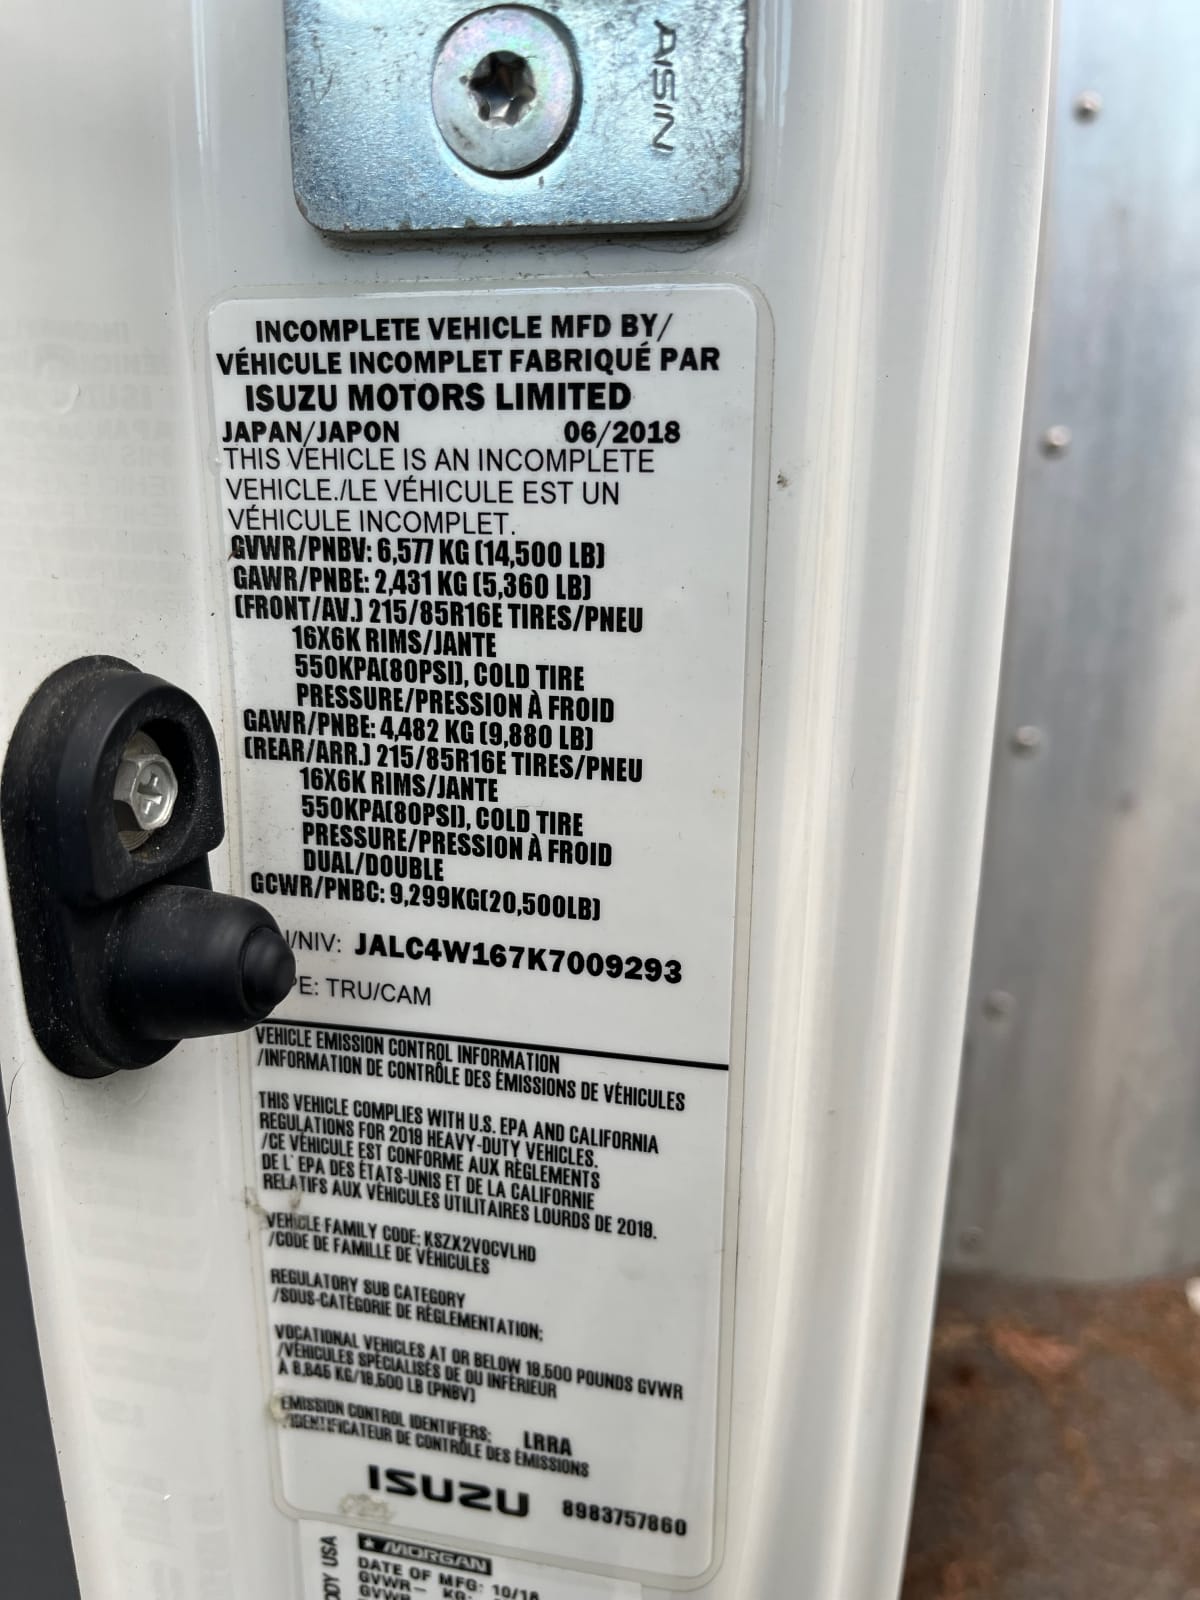 AISIN
INCOMPLETE VEHICLE MFD BY/
VÉHICULE INCOMPLET FABRIQUÉ PAR
ISUZU MOTORS LIMITED
JAPAN/JAPON 06/2018
THIS VEHICLE IS AN INCOMPLETE
VEHICLE./LE VÉHICULE EST UN
VÉHICULE INCOMPLET.
GVWR/PNBV: 6,577 KG (14,500 LB)
GAWR/PNBE: 2,431 KG (5,360 LB)
(FRONT/AV.) 215/85R16E TIRES/PNEU
16X6K RIMS/JANTE
550KPA(80PSI), COLD TIRE
PRESSURE/PRESSION À FROID
GAWR/PNBE: 4,482 KG (9,880 LB)
(REAR/ARR.) 215/85R16E TIRES/PNEU
16X6K RIMS/JANTE
550KPA(80PSI), COLD TIRE
PRESSURE/PRESSION À FROID
DUAL/DOUBLE
GCWR/PNBC: 9,299KG(20,500LB)
/NIV: JALC4W167K7009293
PE: TRU/CAM
VEHICLE EMISSION CONTROL INFORMATION
/INFORMATION DE CONTRÔLE DES ÉMISSIONS DE VÉHICULES
THIS VEHICLE COMPLIES WITH U.S. EPA AND CALIFORNIA
REGULATIONS FOR 2019 HEAVY-DUTY VEHICLES.
/CE VÉHICULE EST CONFORME AUX RÈGLEMENTS
DE L' EPA DES ÉTATS-UNIS ET DE LA CALIFORNIE
RELATIFS AUX VÉHICULES UTILITAIRES LOURDS DE 2019.
VEHICLE FAMILY CODE: KSZX2VOCVLHD
/CODE DE FAMILLE DE VÉHICULES
REGULATORY SUB CATEGORY
/SOUS-CATÉGORIE DE RÉGLEMENTATION:
VOCATIONAL VEHICLES AT OR BELOW 19,500 POUNDS GVWR
/VÉHICULES SPÉCIALISÉS DE OU INFÉRIEUR
À 8,845 KG/19,500 LB (PNBV)
EMISSION CONTROL IDENTIFIERS: LRRA
/IDENTIFICATEUR DE CONTRÔLE DES ÉMISSIONS
ISUZU 8983757860
MORGAN
DATE OF MFG: 10/18
GVWR- KG:
GVWR
ODY USA